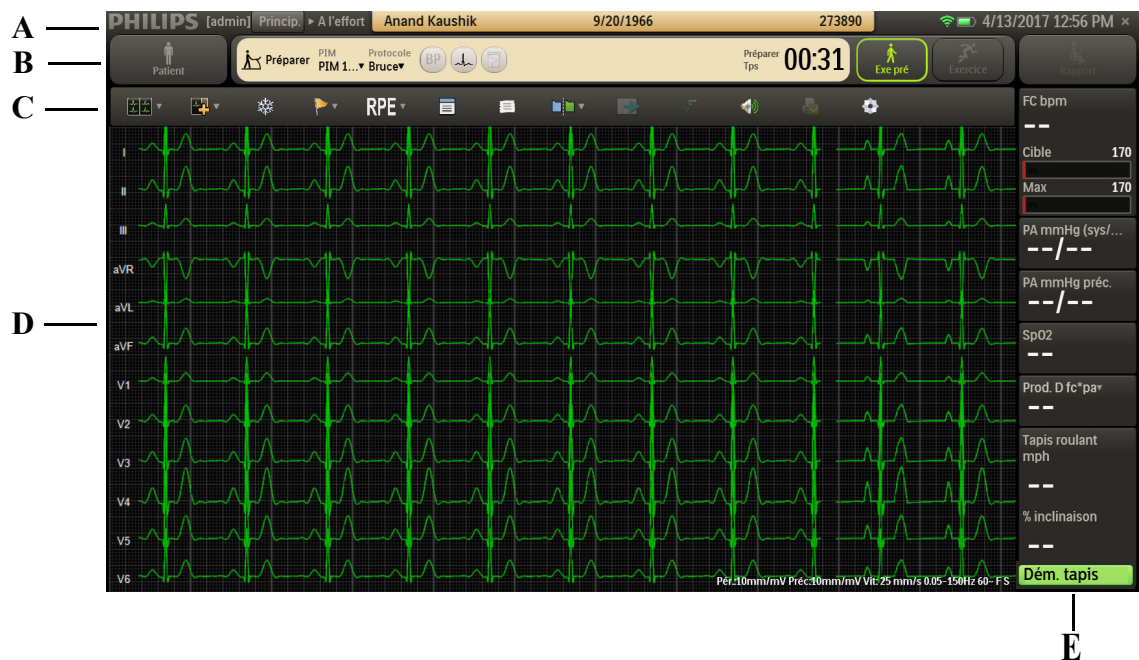 A
PHILIPS [admin] Princip. ▸ A l'effort Anand Kaushik 9/20/1966 273890 4/13/2017 12:56 PM ×
B
Patient
Préparer PIM PIM 1...▾ Protocole Bruce▾ BP Préparer Tps 00:31
Exe pré
Exercice
Rapport
C
RPE
FC bpm
--
Cible 170
Max 170
PA mmHg (sys/...
--/--
PA mmHg préc.
--/--
SpO2
--
Prod. D fc*pa▾
--
Tapis roulant
mph
--
% inclinaison
--
Dém. tapis
D
I
II
III
aVR
aVL
aVF
V1
V2
V3
V4
V5
V6
Pér.:10mm/mV Préc:10mm/mV Vit: 25 mm/s 0.05-150Hz 60- F S
E